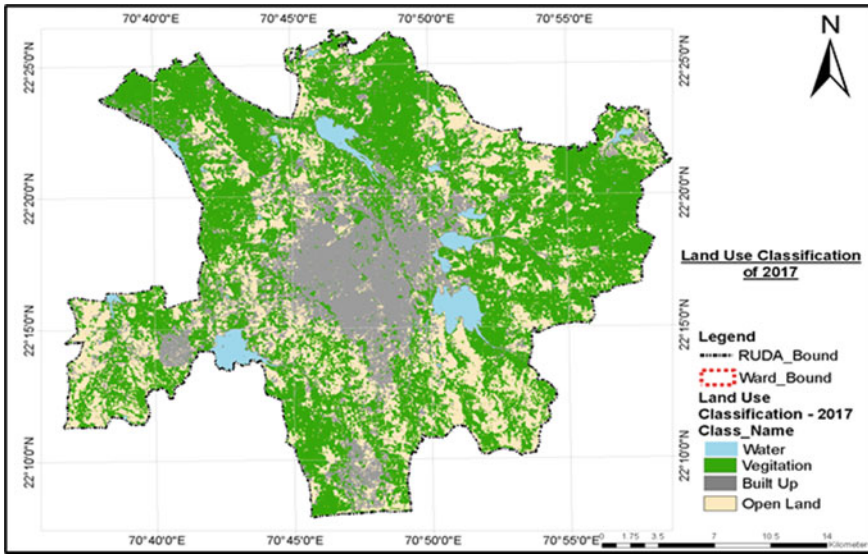 70°40'0"E 70°45'0"E 70°50'0"E 70°55'0"E
N
22°25'0"N 22°25'0"N
22°20'0"N 22°20'0"N
22°15'0"N 22°15'0"N
22°10'0"N 22°10'0"N
Land Use Classification
of 2017
Legend
RUDA_Bound
Ward_Bound
Land Use
Classification - 2017
Class_Name
Water
Vegitation
Built Up
Open Land
70°40'0"E 70°45'0"E 70°50'0"E 70°55'0"E
0 1.75 3.5 7 10.5 14
Kilometer